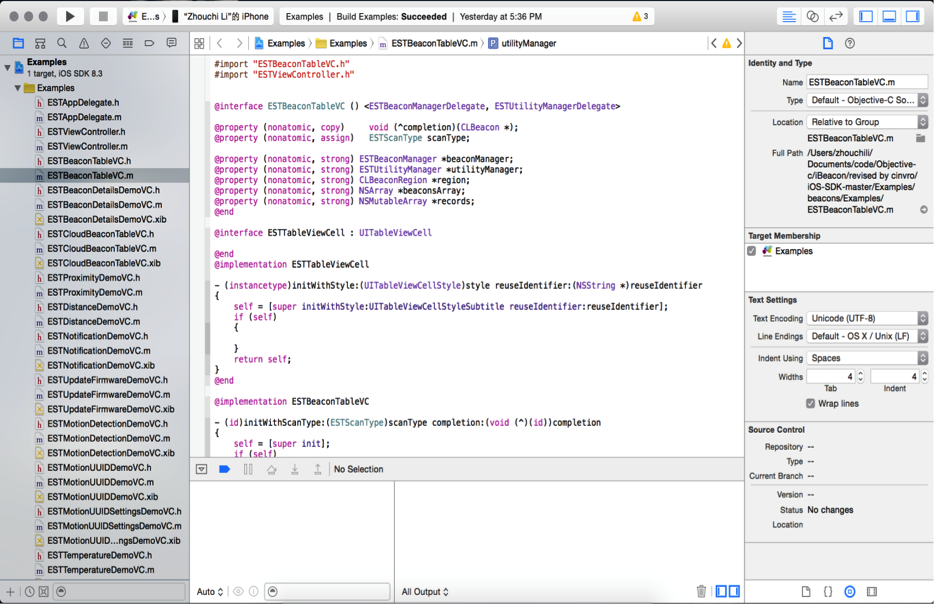 E...s 〉 "Zhouchi Li"的 iPhone
Examples | Build Examples: Succeeded | Yesterday at 5:36 PM
3
Examples 〉 Examples 〉 m ESTBeaconTableVC.m 〉 P utilityManager
Examples
1 target, iOS SDK 8.3
Examples
h ESTAppDelegate.h
m ESTAppDelegate.m
h ESTViewController.h
m ESTViewController.m
h ESTBeaconTableVC.h
m ESTBeaconTableVC.m
h ESTBeaconDetailsDemoVC.h
m ESTBeaconDetailsDemoVC.m
ESTBeaconDetailsDemoVC.xib
h ESTCloudBeaconTableVC.h
m ESTCloudBeaconTableVC.m
ESTCloudBeaconTableVC.xib
h ESTProximityDemoVC.h
m ESTProximityDemoVC.m
h ESTDistanceDemoVC.h
m ESTDistanceDemoVC.m
h ESTNotificationDemoVC.h
m ESTNotificationDemoVC.m
ESTNotificationDemoVC.xib
h ESTUpdateFirmwareDemoVC.h
m ESTUpdateFirmwareDemoVC.m
ESTUpdateFirmwareDemoVC.xib
h ESTMotionDetectionDemoVC.h
m ESTMotionDetectionDemoVC.m
ESTMotionDetectionDemoVC.xib
h ESTMotionUUIDDemoVC.h
m ESTMotionUUIDDemoVC.m
ESTMotionUUIDDemoVC.xib
h ESTMotionUUIDSettingsDemoVC.h
m ESTMotionUUIDSettingsDemoVC.m
ESTMotionUUID...ngsDemoVC.xib
h ESTTemperatureDemoVC.h
m ESTTemperatureDemoVC.m
#import "ESTBeaconTableVC.h"
#import "ESTViewController.h"
@interface ESTBeaconTableVC () <ESTBeaconManagerDelegate, ESTUtilityManagerDelegate>
@property (nonatomic, copy) void (^completion)(CLBeacon *);
@property (nonatomic, assign) ESTScanType scanType;
@property (nonatomic, strong) ESTBeaconManager *beaconManager;
@property (nonatomic, strong) ESTUtilityManager *utilityManager;
@property (nonatomic, strong) CLBeaconRegion *region;
@property (nonatomic, strong) NSArray *beaconsArray;
@property (nonatomic, strong) NSMutableArray *records;
@end
@interface ESTTableViewCell : UITableViewCell
@end
@implementation ESTTableViewCell
- (instancetype)initWithStyle:(UITableViewCellStyle)style reuseIdentifier:(NSString *)reuseIdentifier
{
self = [super initWithStyle:UITableViewCellStyleSubtitle reuseIdentifier:reuseIdentifier];
if (self)
{
}
return self;
}
@end
@implementation ESTBeaconTableVC
- (id)initWithScanType:(ESTScanType)scanType completion:(void (^)(id))completion
{
self = [super init];
if (self)
No Selection
Auto
All Output
Identity and Type
Name ESTBeaconTableVC.m
Type Default - Objective-C So...
Location Relative to Group
ESTBeaconTableVC.m
Full Path /Users/zhouchili/
Documents/code/Objective-
c/iBeacon/revised by cinvro/
iOS-SDK-master/Examples/
beacons/Examples/
ESTBeaconTableVC.m
Target Membership
Examples
Text Settings
Text Encoding Unicode (UTF-8)
Line Endings Default - OS X / Unix (LF)
Indent Using Spaces
Widths 4 4
Tab Indent
Wrap lines
Source Control
Repository --
Type --
Current Branch --
Version --
Status No changes
Location